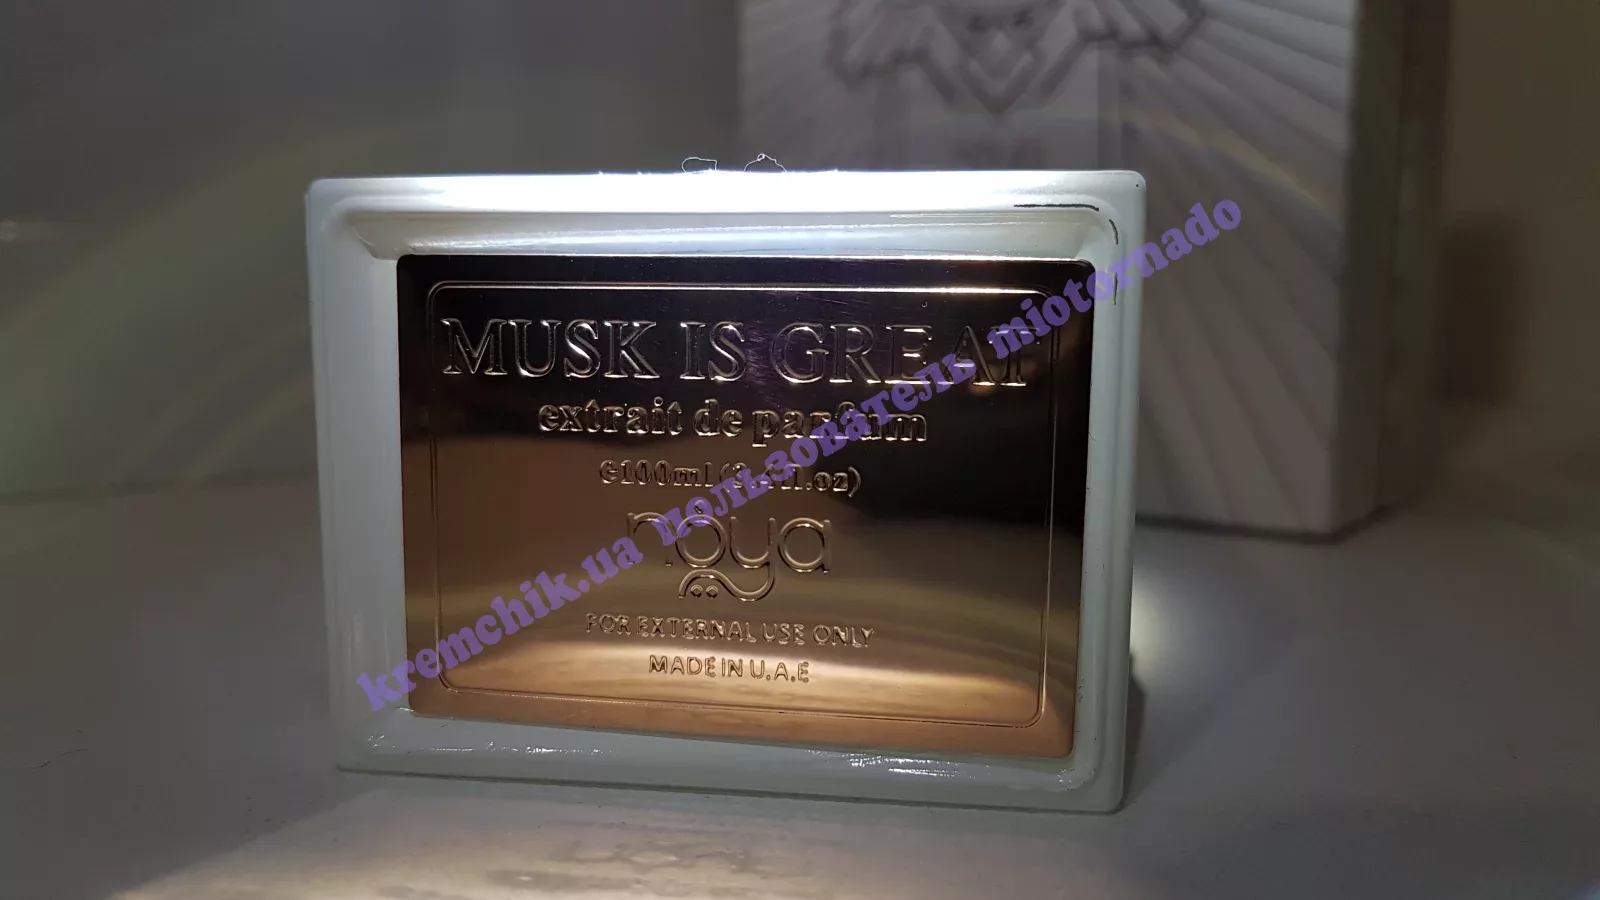 MUSK IS GREAT
extrait de parfum
e100ml (3.4fl.oz)
noya
FOR EXTERNAL USE ONLY
MADE IN U.A.E
kremchik.ua пользователь miotornado